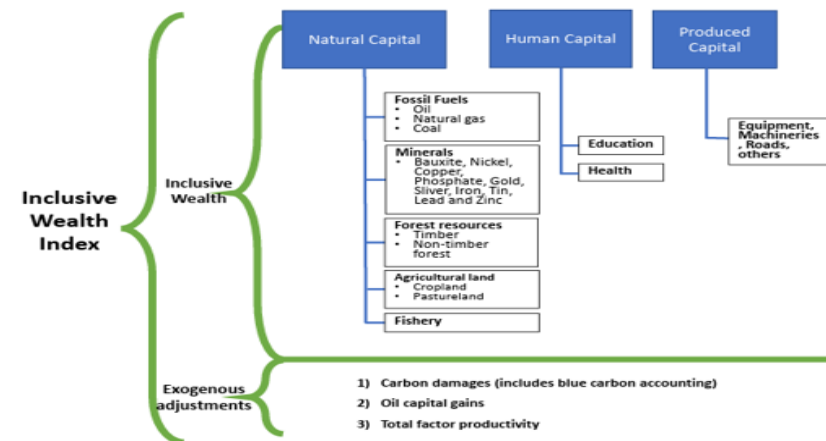 Natural Capital
Human Capital
Produced
Capital
Fossil Fuels
• Oil
• Natural gas
• Coal
Minerals
• Bauxite, Nickel,
Copper,
Phosphate, Gold,
Sliver, Iron, Tin,
Lead and Zinc
Forest resources
• Timber
• Non-timber
forest
Agricultural land
• Cropland
• Pastureland
Fishery
Education
Health
Equipment,
Machineries
, Roads,
others
Inclusive
Wealth
Index
Inclusive
Wealth
Exogenous
adjustments
1) Carbon damages (includes blue carbon accounting)
2) Oil capital gains
3) Total factor productivity